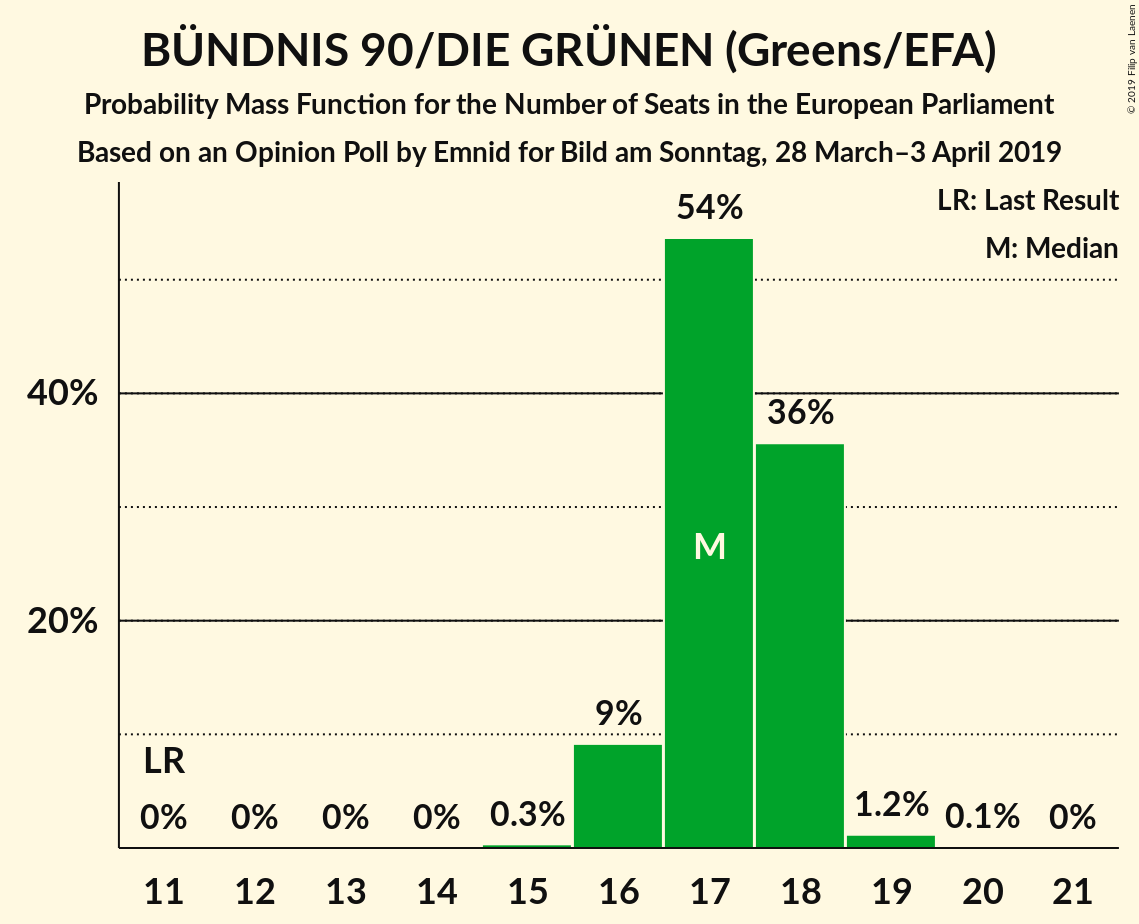 BÜNDNIS 90/DIE GRÜNEN (Greens/EFA)
Probability Mass Function for the Number of Seats in the European Parliament
Based on an Opinion Poll by Emnid for Bild am Sonntag, 28 March–3 April 2019
© 2019 Filip van Laenen
LR: Last Result
M: Median
54%
40%
36%
M
20%
9%
LR
0% 0% 0% 0% 0.3% 1.2% 0.1% 0%
11 12 13 14 15 16 17 18 19 20 21